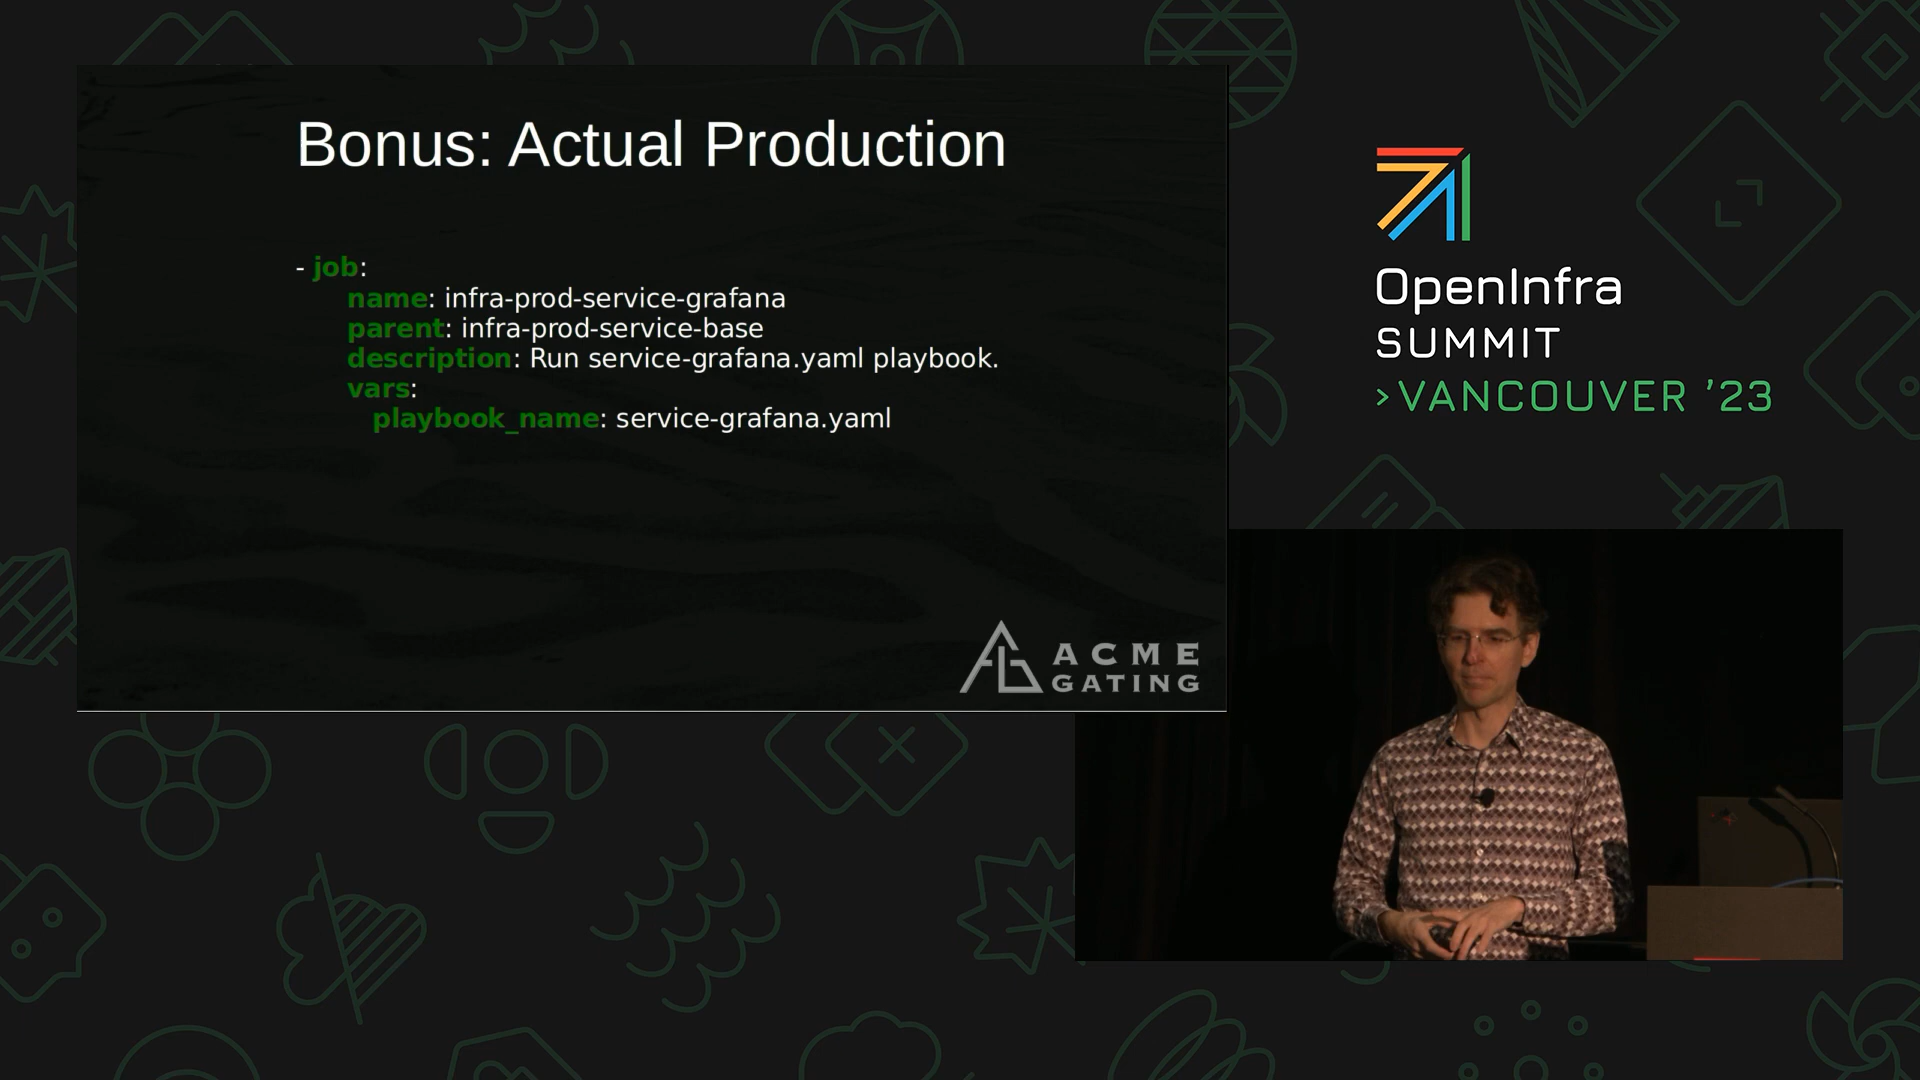 Bonus: Actual Production
- job:
name: infra-prod-service-grafana
parent: infra-prod-service-base
description: Run service-grafana.yaml playbook.
vars:
playbook_name: service-grafana.yaml
ACME
GATING
OpenInfra
SUMMIT
>VANCOUVER ’23